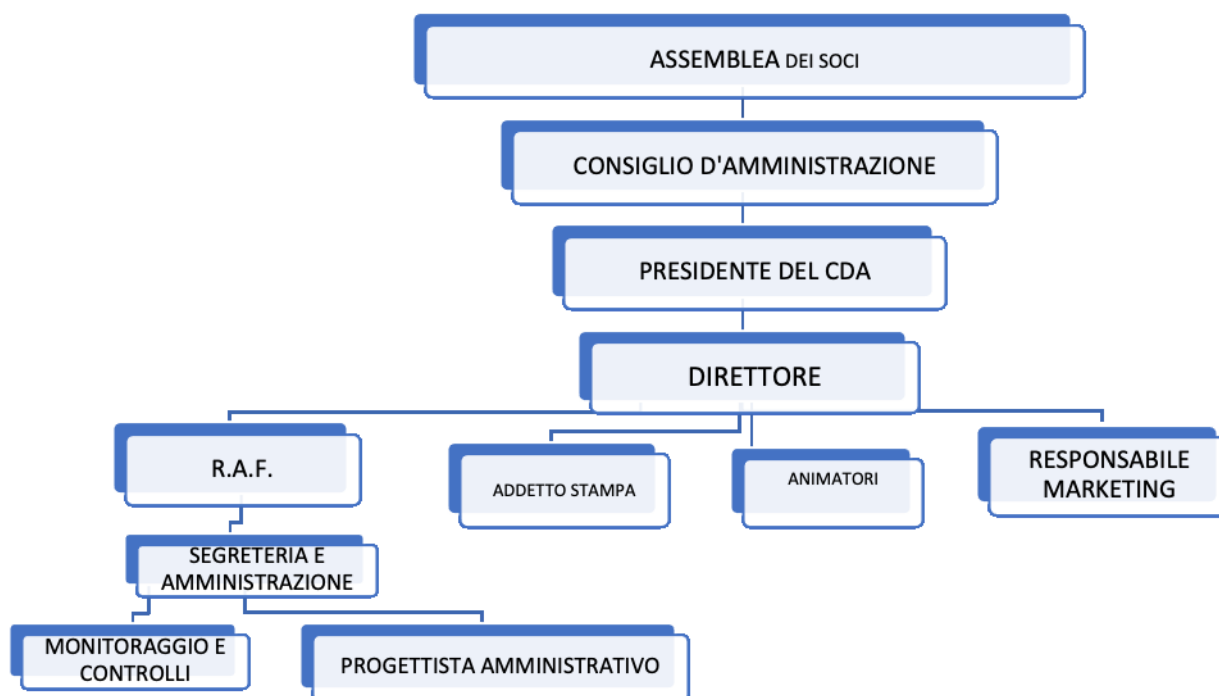 ASSEMBLEA DEI SOCI
CONSIGLIO D'AMMINISTRAZIONE
PRESIDENTE DEL CDA
DIRETTORE
R.A.F.
ADDETTO STAMPA
ANIMATORI
RESPONSABILE
MARKETING
SEGRETERIA E
AMMINISTRAZIONE
MONITORAGGIO E
CONTROLLI
PROGETTISTA AMMINISTRATIVO